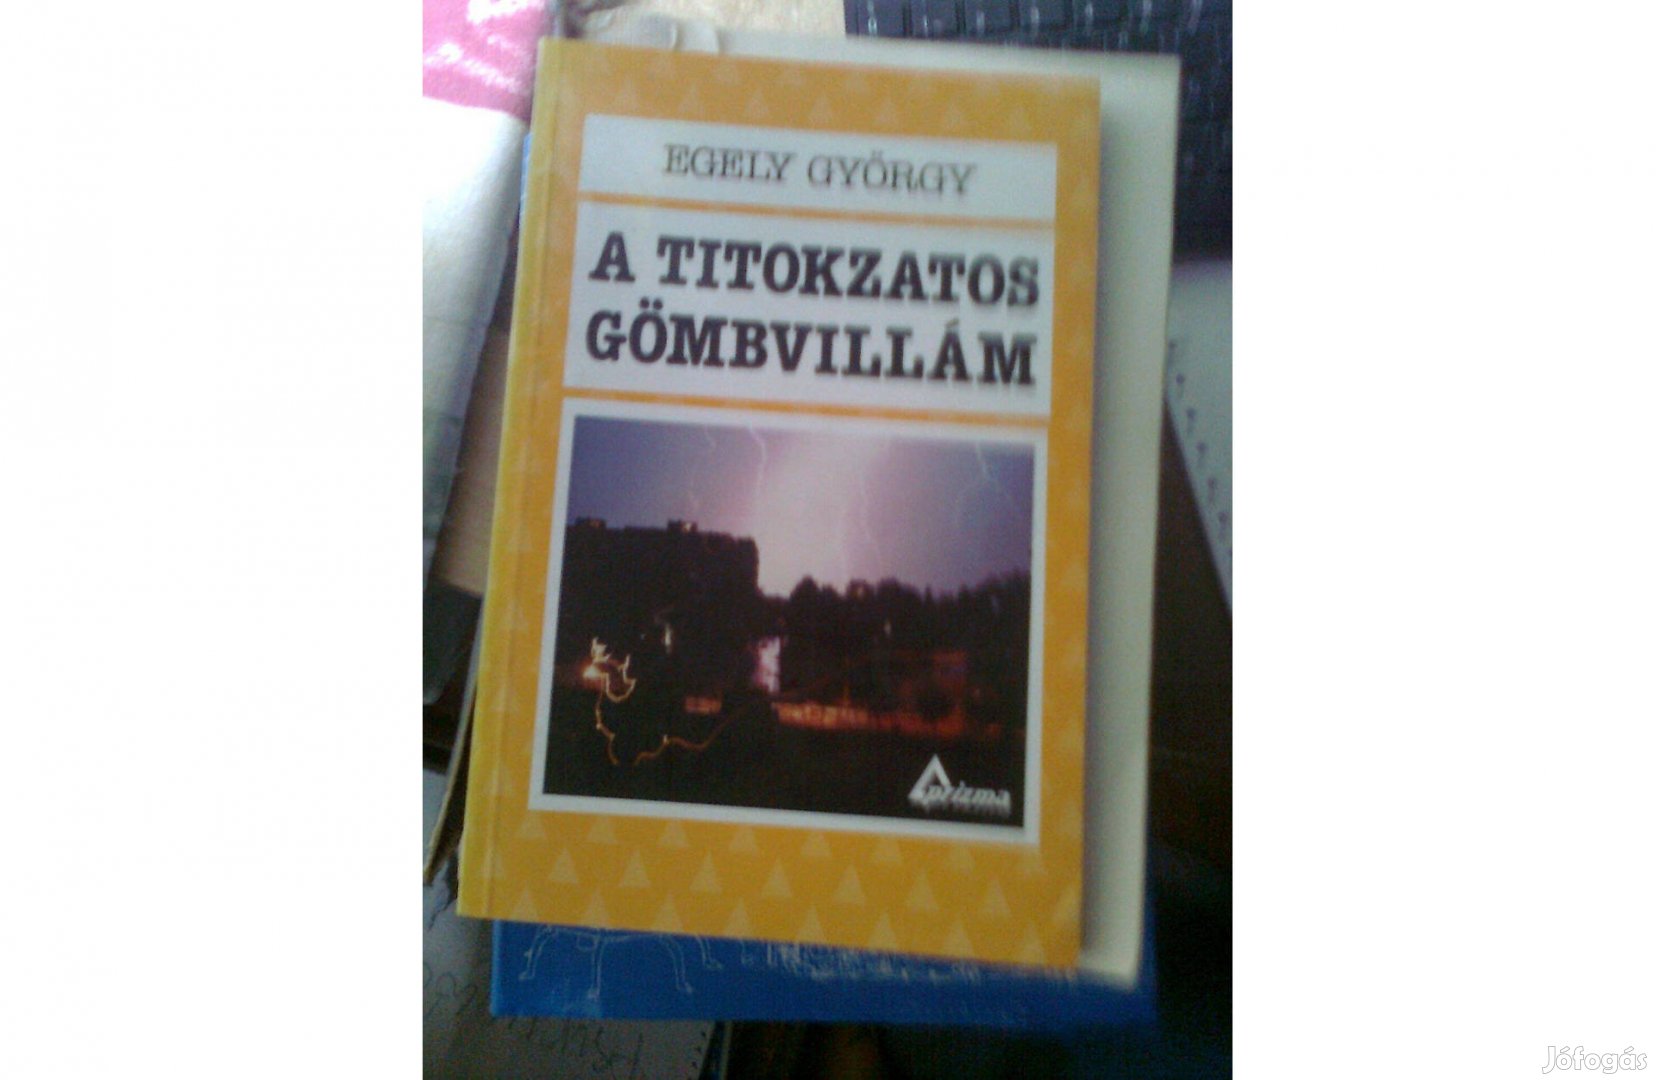 EGELY GYÖRGY
A TITOKZATOS
GÖMBVILLÁM
prizma
Jófogás